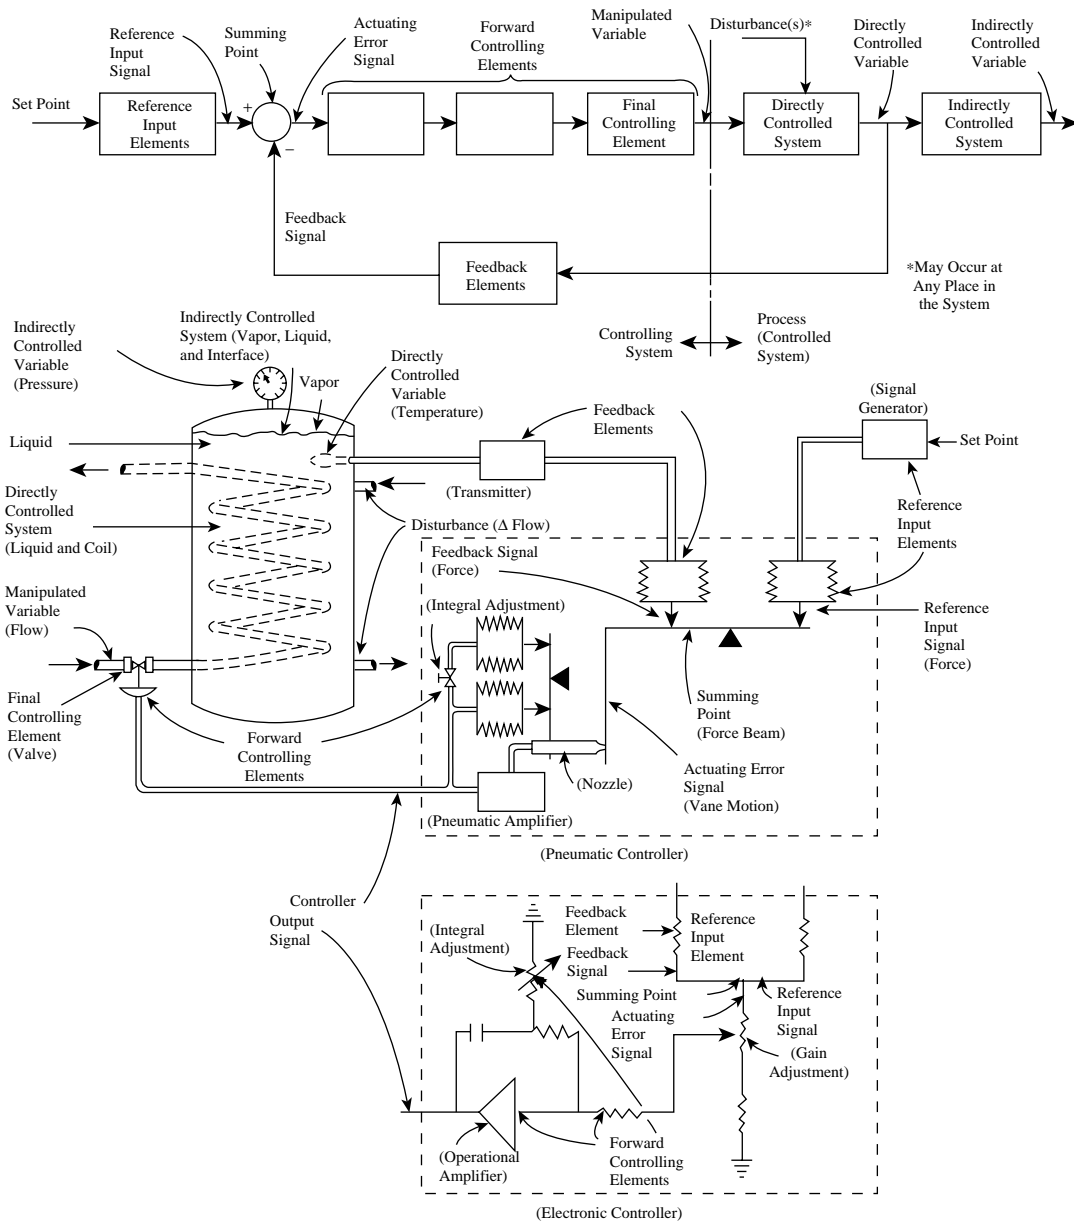 Reference
Input
Signal
Summing
Point
Actuating
Error
Signal
Forward
Controlling
Elements
Manipulated
Variable
Disturbance(s)*
Directly
Controlled
Variable
Indirectly
Controlled
Variable
Set Point
Reference
Input
Elements
+
−
Final
Controlling
Element
Directly
Controlled
System
Indirectly
Controlled
System
Feedback
Signal
Feedback
Elements
*May Occur at
Any Place in
the System
Controlling
System
Process
(Controlled
System)
Indirectly
Controlled
Variable
(Pressure)
Indirectly Controlled
System (Vapor, Liquid,
and Interface)
Vapor
Directly
Controlled
Variable
(Temperature)
Feedback
Elements
(Signal
Generator)
Set Point
Liquid
(Transmitter)
Directly
Controlled
System
(Liquid and Coil)
Disturbance (Δ Flow)
Reference
Input
Elements
Feedback Signal
(Force)
Manipulated
Variable
(Flow)
(Integral Adjustment)
Reference
Input
Signal
(Force)
Final
Controlling
Element
(Valve)
Forward
Controlling
Elements
Summing
Point
(Force Beam)
(Nozzle)
Actuating Error
Signal
(Vane Motion)
(Pneumatic Amplifier)
(Pneumatic Controller)
Controller
Output
Signal
(Integral
Adjustment)
Feedback
Element
Reference
Input
Element
Feedback
Signal
Summing Point
Reference
Input
Signal
Actuating
Error
Signal
(Gain
Adjustment)
(Operational
Amplifier)
Forward
Controlling
Elements
(Electronic Controller)